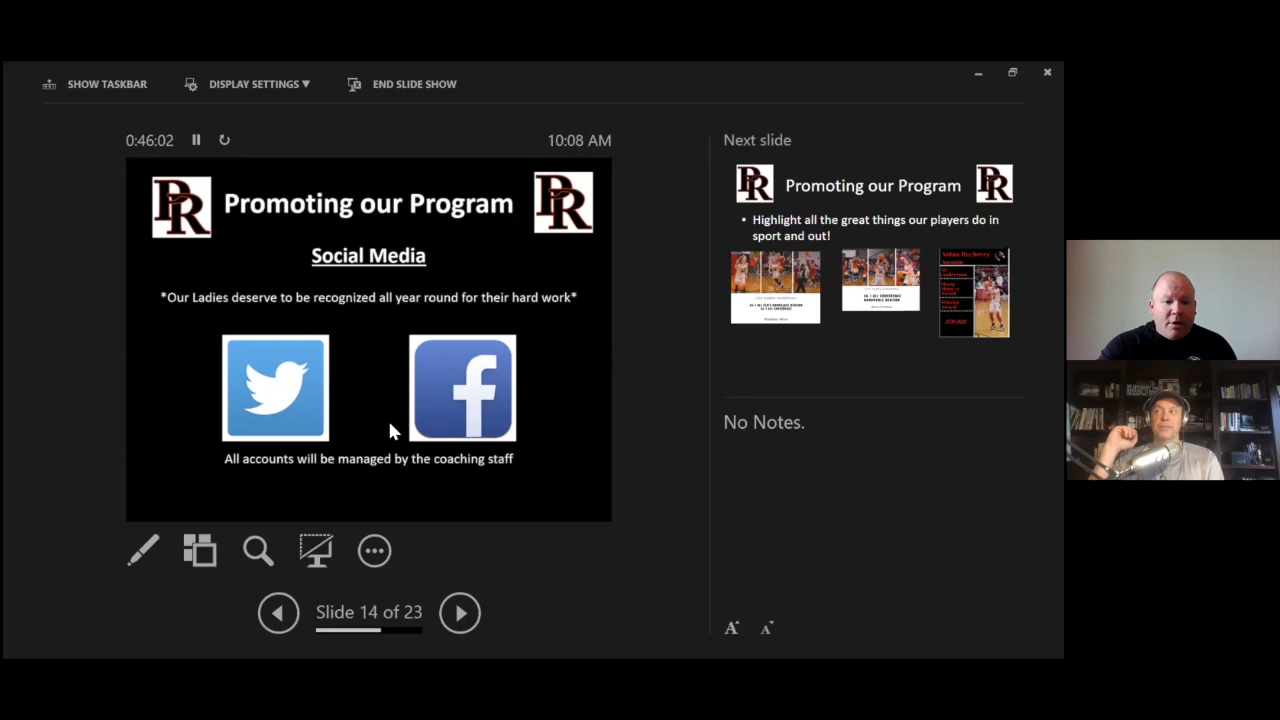 SHOW TASKBAR
DISPLAY SETTINGS ▼
END SLIDE SHOW
0:46:02
10:08 AM
PR
Promoting our Program
PR
Social Media
*Our Ladies deserve to be recognized all year round for their hard work*
f
All accounts will be managed by the coaching staff
Slide 14 of 23
Next slide
PR
Promoting our Program
PR
• Highlight all the great things our players do in
sport and out!
No Notes.
A A